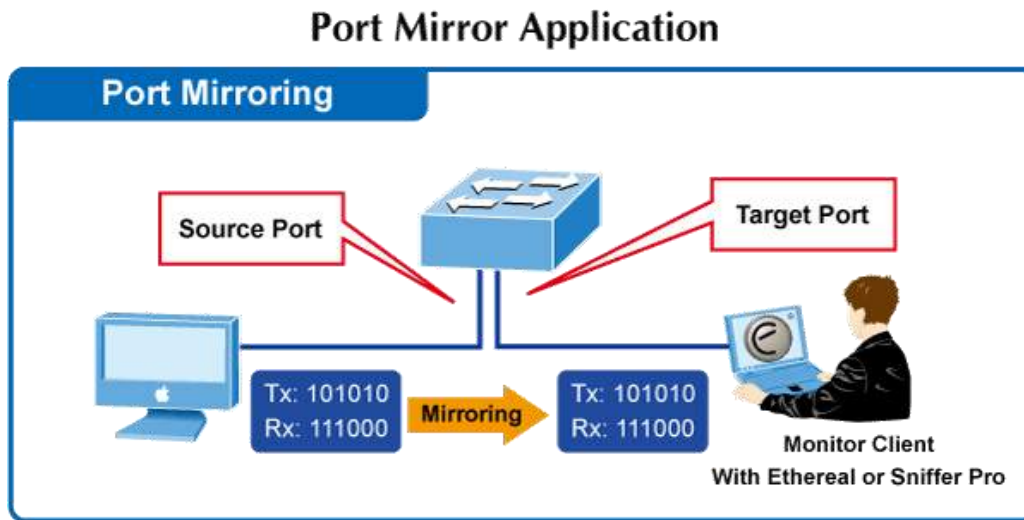 Port Mirror Application
Port Mirroring
Source Port
Target Port
Tx: 101010
Rx: 111000
Mirroring
Tx: 101010
Rx: 111000
e
Monitor Client
With Ethereal or Sniffer Pro